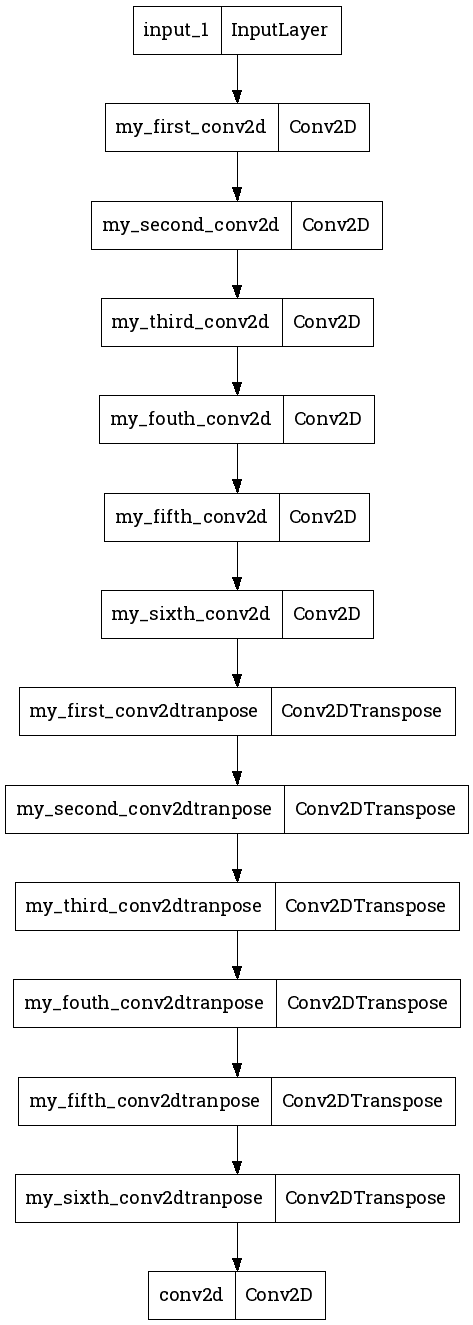 input_1 InputLayer
my_first_conv2d Conv2D
my_second_conv2d Conv2D
my_third_conv2d Conv2D
my_fouth_conv2d Conv2D
my_fifth_conv2d Conv2D
my_sixth_conv2d Conv2D
my_first_conv2dtranpose Conv2DTranspose
my_second_conv2dtranpose Conv2DTranspose
my_third_conv2dtranpose Conv2DTranspose
my_fouth_conv2dtranpose Conv2DTranspose
my_fifth_conv2dtranpose Conv2DTranspose
my_sixth_conv2dtranpose Conv2DTranspose
conv2d Conv2D